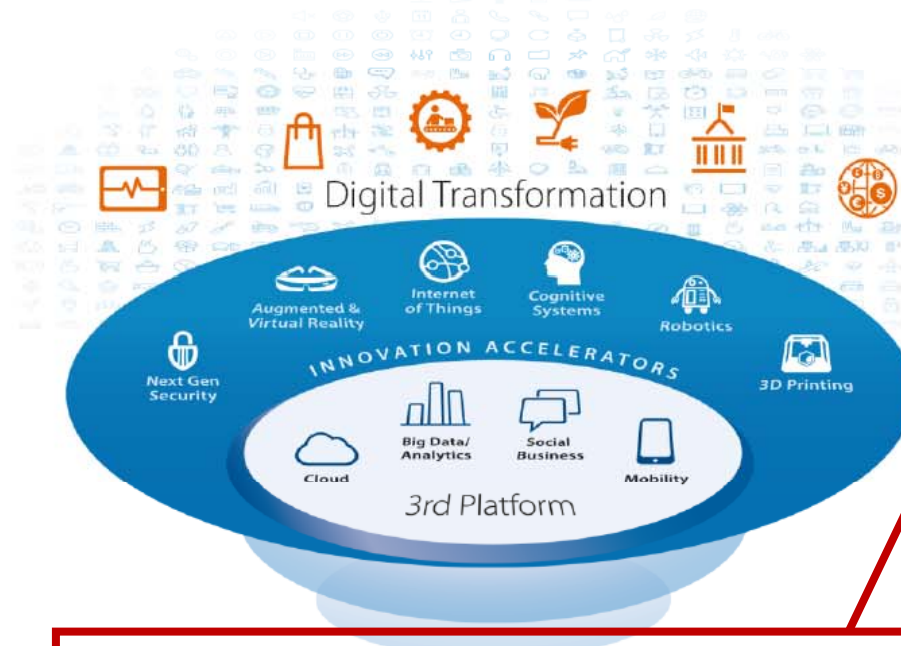 Digital Transformation
Augmented &
Virtual Reality
Internet
of Things
Cognitive
Systems
Robotics
Next Gen
Security
3D Printing
INNOVATION ACCELERATORS
Cloud
Big Data/
Analytics
Social
Business
Mobility
3rd Platform